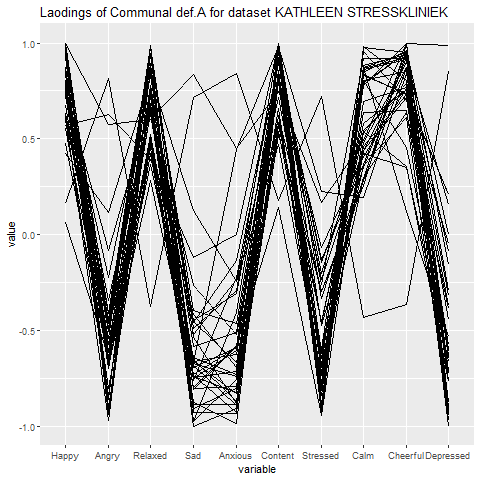 Laodings of Communal def.A for dataset KATHLEEN STRESSKLINIEK
1.0
0.5
0.0
-0.5
-1.0
value
Happy Angry Relaxed Sad Anxious Content Stressed Calm Cheerful Depressed
variable